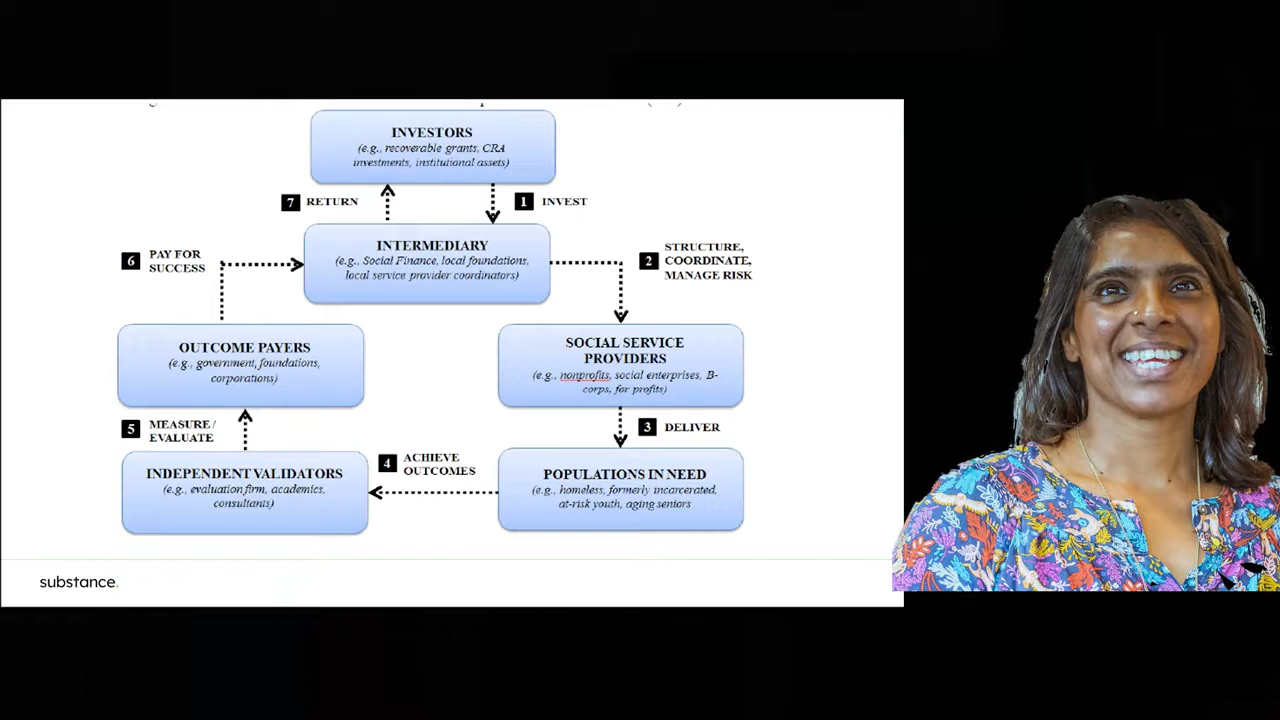 INVESTORS
(e.g., recoverable grants, CRA
investments, institutional assets)
7 RETURN
1 INVEST
INTERMEDIARY
(e.g., Social Finance, local foundations,
local service provider coordinators)
6 PAY FOR
SUCCESS
2 STRUCTURE,
COORDINATE,
MANAGE RISK
OUTCOME PAYERS
(e.g., government, foundations,
corporations)
SOCIAL SERVICE
PROVIDERS
(e.g., nonprofits, social enterprises, B-
corps, for profits)
5 MEASURE/
EVALUATE
3 DELIVER
INDEPENDENT VALIDATORS
(e.g., evaluation firm, academics,
consultants)
4 ACHIEVE
OUTCOMES
POPULATIONS IN NEED
(e.g., homeless, formerly incarcerated,
at-risk youth, aging seniors
substance.